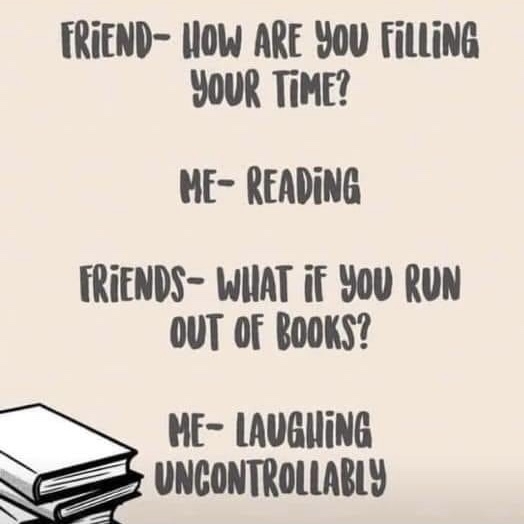 FRIEND- HOW ARE YOU FILLING
YOUR TIME?
ME- READING
FRIENDS- WHAT IF YOU RUN
OUT OF BOOKS?
ME- LAUGHING
UNCONTROLLABLY